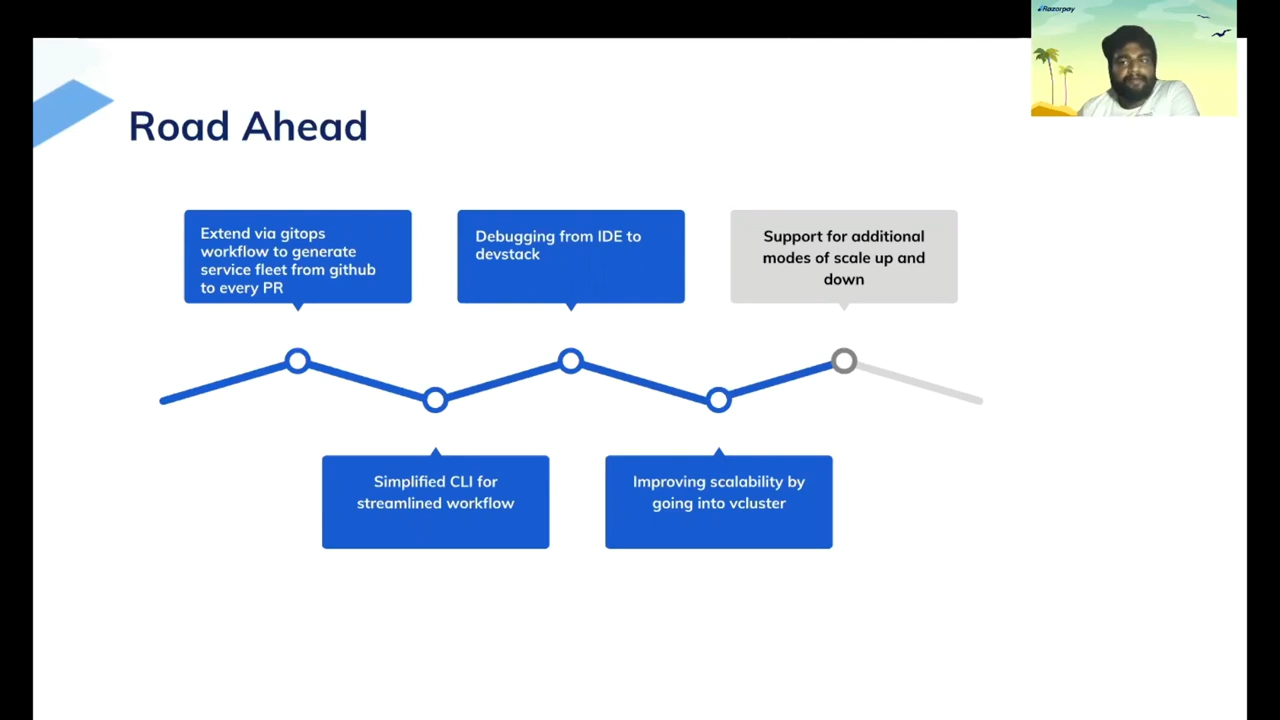 Razorpay
Road Ahead
Extend via gitops
workflow to generate
service fleet from github
to every PR
Debugging from IDE to
devstack
Support for additional
modes of scale up and
down
Simplified CLI for
streamlined workflow
Improving scalability by
going into vcluster